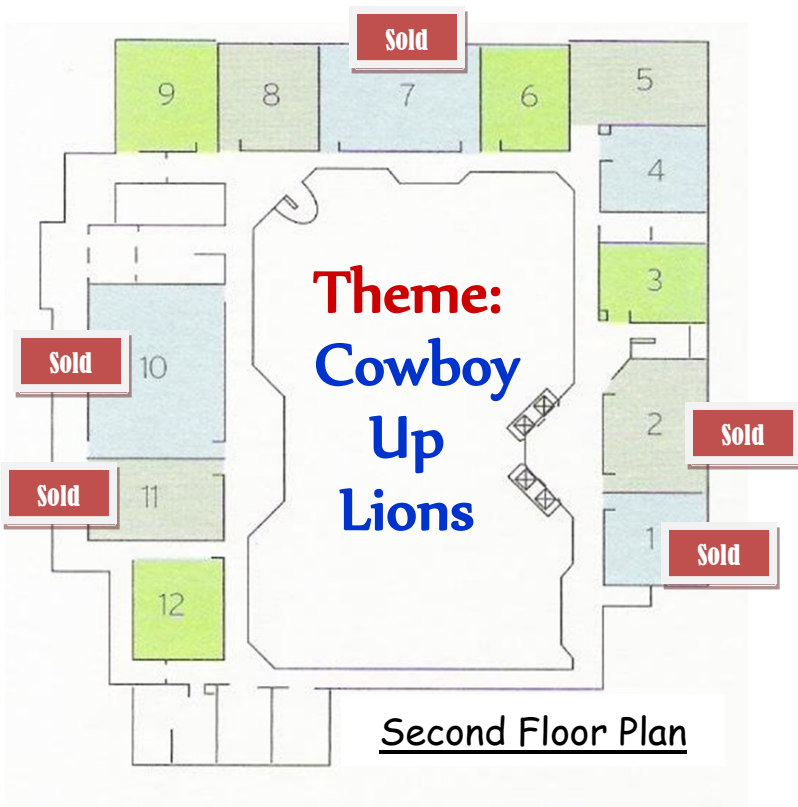 Sold
9
8
7
6
5
4
Theme:
3
Cowboy
Sold
10
Up
2
Sold
Sold
11
Lions
1
Sold
12
Second Floor Plan